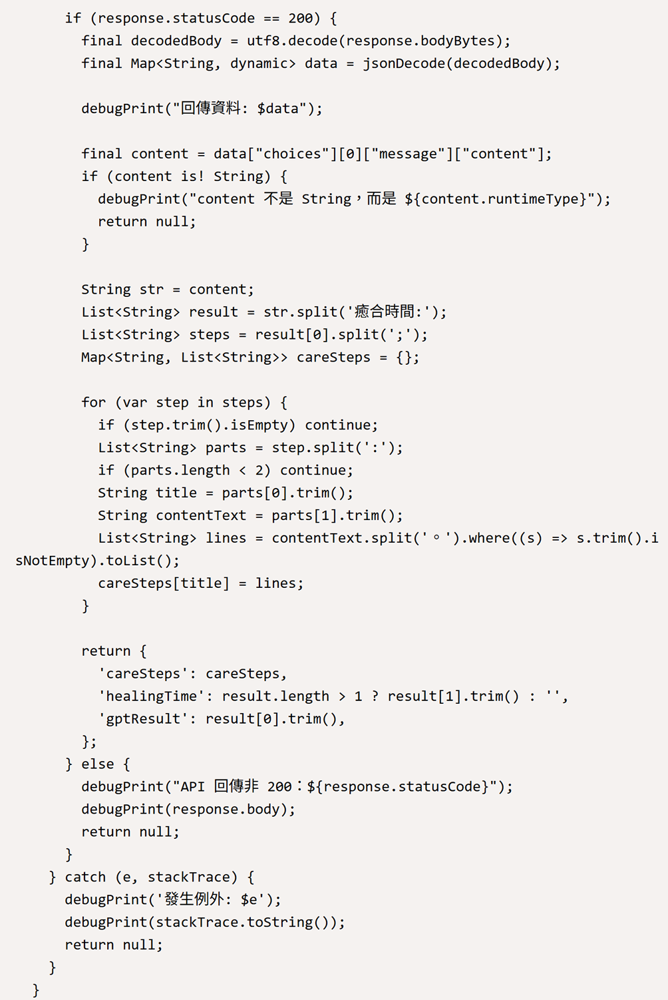 if (response.statusCode == 200) {
final decodedBody = utf8.decode(response.bodyBytes);
final Map<String, dynamic> data = jsonDecode(decodedBody);
debugPrint("回傳資料: $data");
final content = data["choices"][0]["message"]["content"];
if (content is! String) {
debugPrint("content 不是 String，而是 ${content.runtimeType}");
return null;
}
String str = content;
List<String> result = str.split('癒合時間:');
List<String> steps = result[0].split(';');
Map<String, List<String>> careSteps = {};
for (var step in steps) {
if (step.trim().isEmpty) continue;
List<String> parts = step.split(':');
if (parts.length < 2) continue;
String title = parts[0].trim();
String contentText = parts[1].trim();
List<String> lines = contentText.split('。').where((s) => s.trim().i
sNotEmpty).toList();
careSteps[title] = lines;
}
return {
'careSteps': careSteps,
'healingTime': result.length > 1 ? result[1].trim() : '',
'gptResult': result[0].trim(),
};
} else {
debugPrint("API 回傳非 200：${response.statusCode}");
debugPrint(response.body);
return null;
}
} catch (e, stackTrace) {
debugPrint('發生例外: $e');
debugPrint(stackTrace.toString());
return null;
}
}